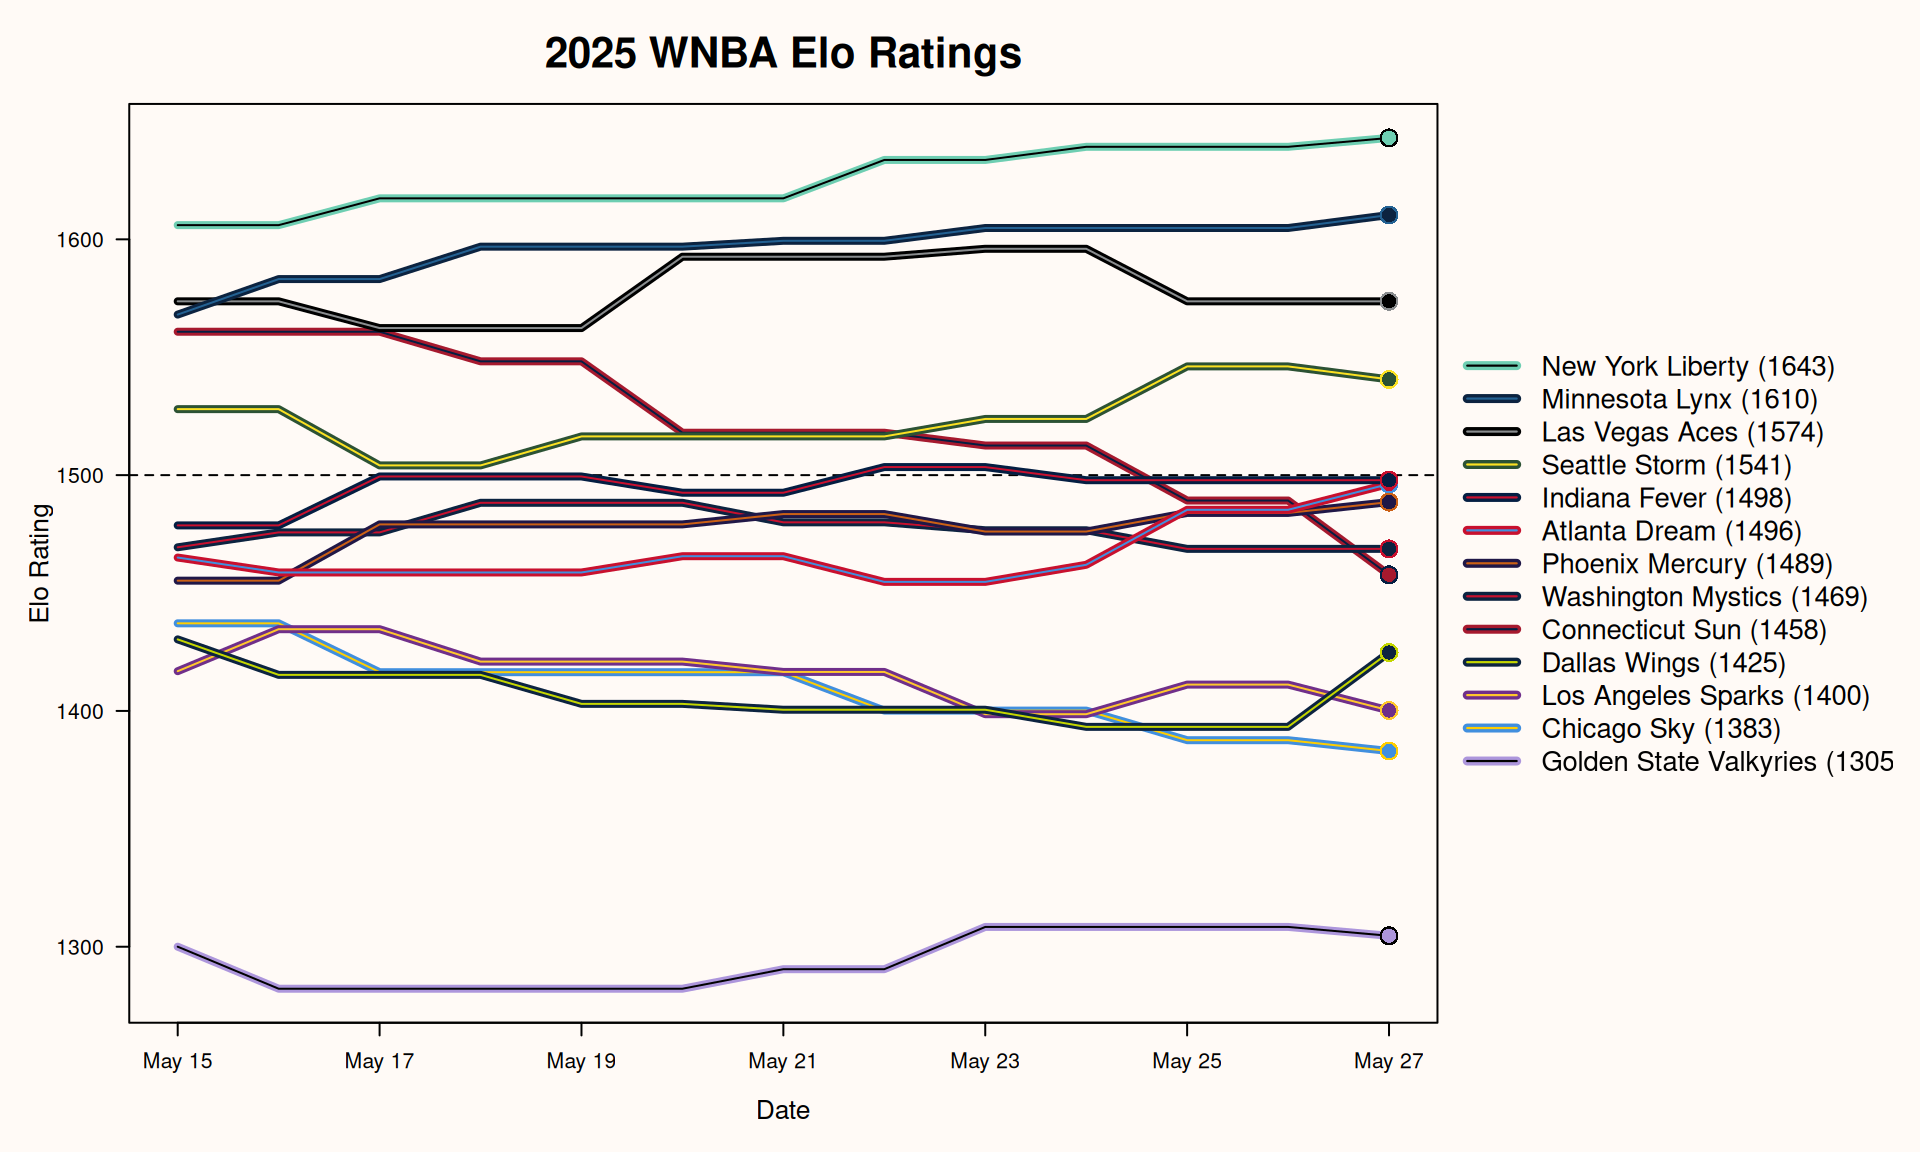 2025 WNBA Elo Ratings
Elo Rating
1600
1500
1400
1300
May 15
May 17
May 19
May 21
May 23
May 25
May 27
Date
New York Liberty (1643)
Minnesota Lynx (1610)
Las Vegas Aces (1574)
Seattle Storm (1541)
Indiana Fever (1498)
Atlanta Dream (1496)
Phoenix Mercury (1489)
Washington Mystics (1469)
Connecticut Sun (1458)
Dallas Wings (1425)
Los Angeles Sparks (1400)
Chicago Sky (1383)
Golden State Valkyries (1305